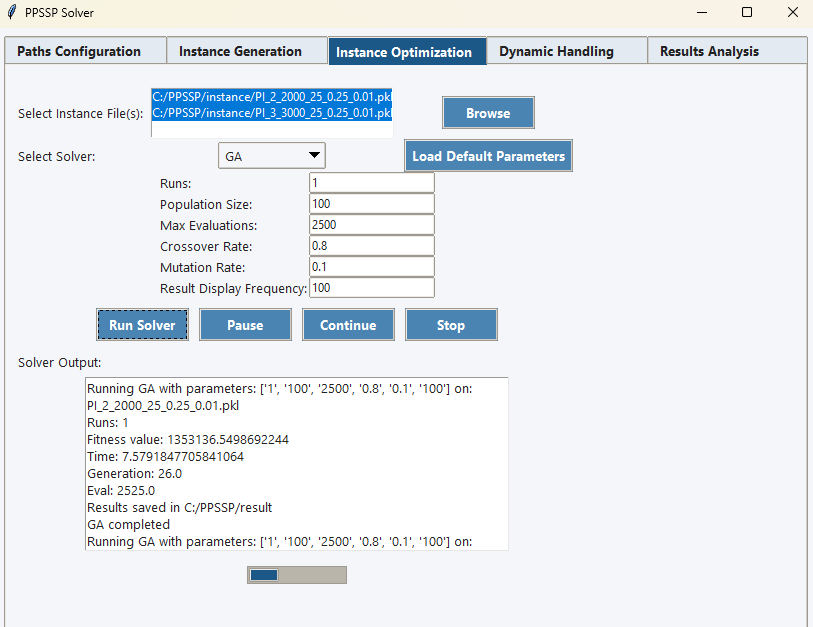 PPSSP Solver
Paths Configuration Instance Generation Instance Optimization Dynamic Handling Results Analysis
Select Instance File(s):
C:/PPSSP/instance/PI_2_2000_25_0.25_0.01.pkl
C:/PPSSP/instance/PI_3_3000_25_0.25_0.01.pkl
Browse
Select Solver: GA Load Default Parameters
Runs: 1
Population Size: 100
Max Evaluations: 2500
Crossover Rate: 0.8
Mutation Rate: 0.1
Result Display Frequency: 100
Run Solver Pause Continue Stop
Solver Output:
Running GA with parameters: ['1', '100', '2500', '0.8', '0.1', '100'] on:
PI_2_2000_25_0.25_0.01.pkl
Runs: 1
Fitness value: 1353136.5498692244
Time: 7.5791847705841064
Generation: 26.0
Eval: 2525.0
Results saved in C:/PPSSP/result
GA completed
Running GA with parameters: ['1', '100', '2500', '0.8', '0.1', '100'] on: